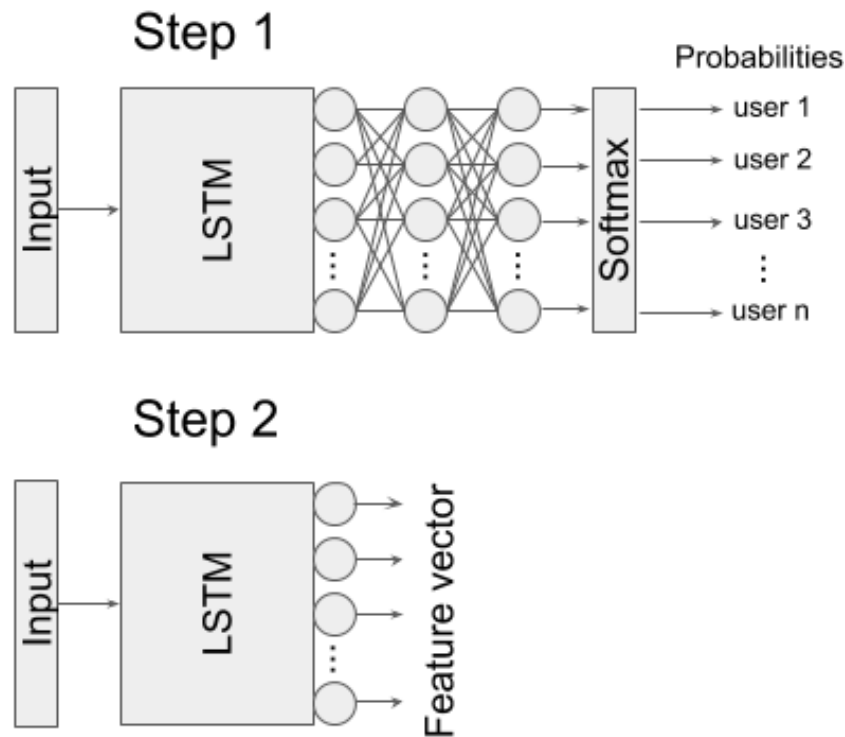 Step 1
Probabilities
Input
LSTM
Softmax
user 1
user 2
user 3
⋮
user n
Step 2
Input
LSTM
Feature vector